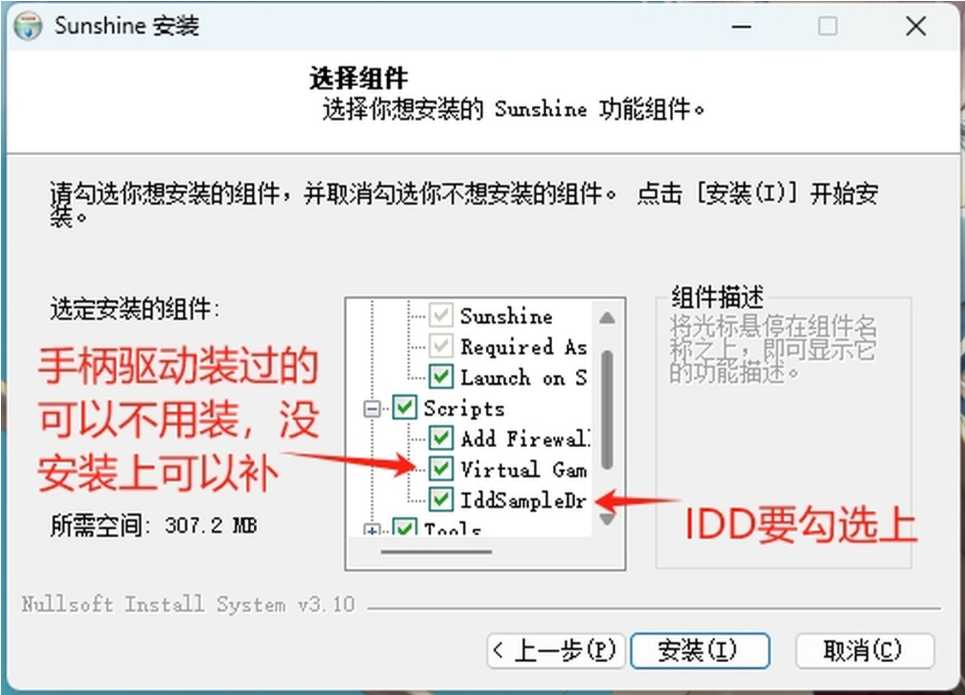 Sunshine 安装
选择组件
选择你想安装的 Sunshine 功能组件。
请勾选你想安装的组件，并取消勾选你不想安装的组件。 点击 [安装(I)] 开始安
装。
选定安装的组件:
Sunshine
Required As
Launch on S
Scripts
Add Firewal
Virtual Gam
IddSampleDr
Tools
组件描述
将光标悬停在组件名
称之上，即可显示它
的功能描述。
手柄驱动装过的
可以不用装，没
安装上可以补
IDD要勾选上
所需空间: 307.2 MB
Nullsoft Install System v3.10
< 上一步(P)
安装(I)
取消(C)